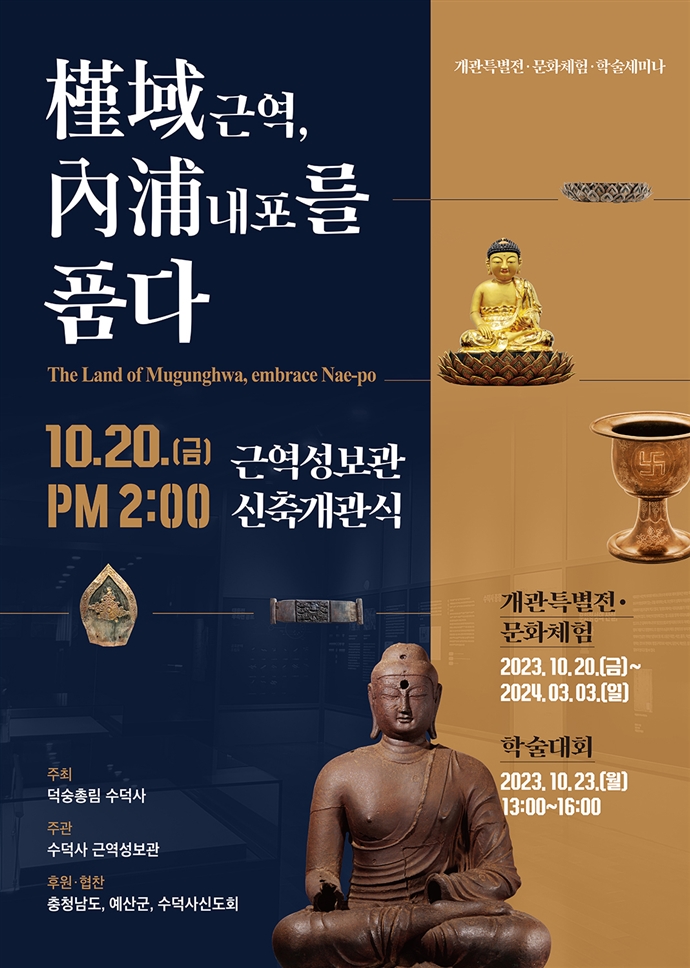 개관특별전·문화체험·학술세미나
槿域근역,
內浦내포를
품다
The Land of Mugunghwa, embrace Nae-po
10.20.(금)
PM 2:00
근역성보관
신축개관식
卐
개관특별전·
문화체험
2023. 10. 20.(금)~
2024. 03. 03.(일)
학술대회
2023. 10. 23.(월)
13:00~16:00
주최
덕숭총림 수덕사
주관
수덕사 근역성보관
후원·협찬
충청남도, 예산군, 수덕사신도회